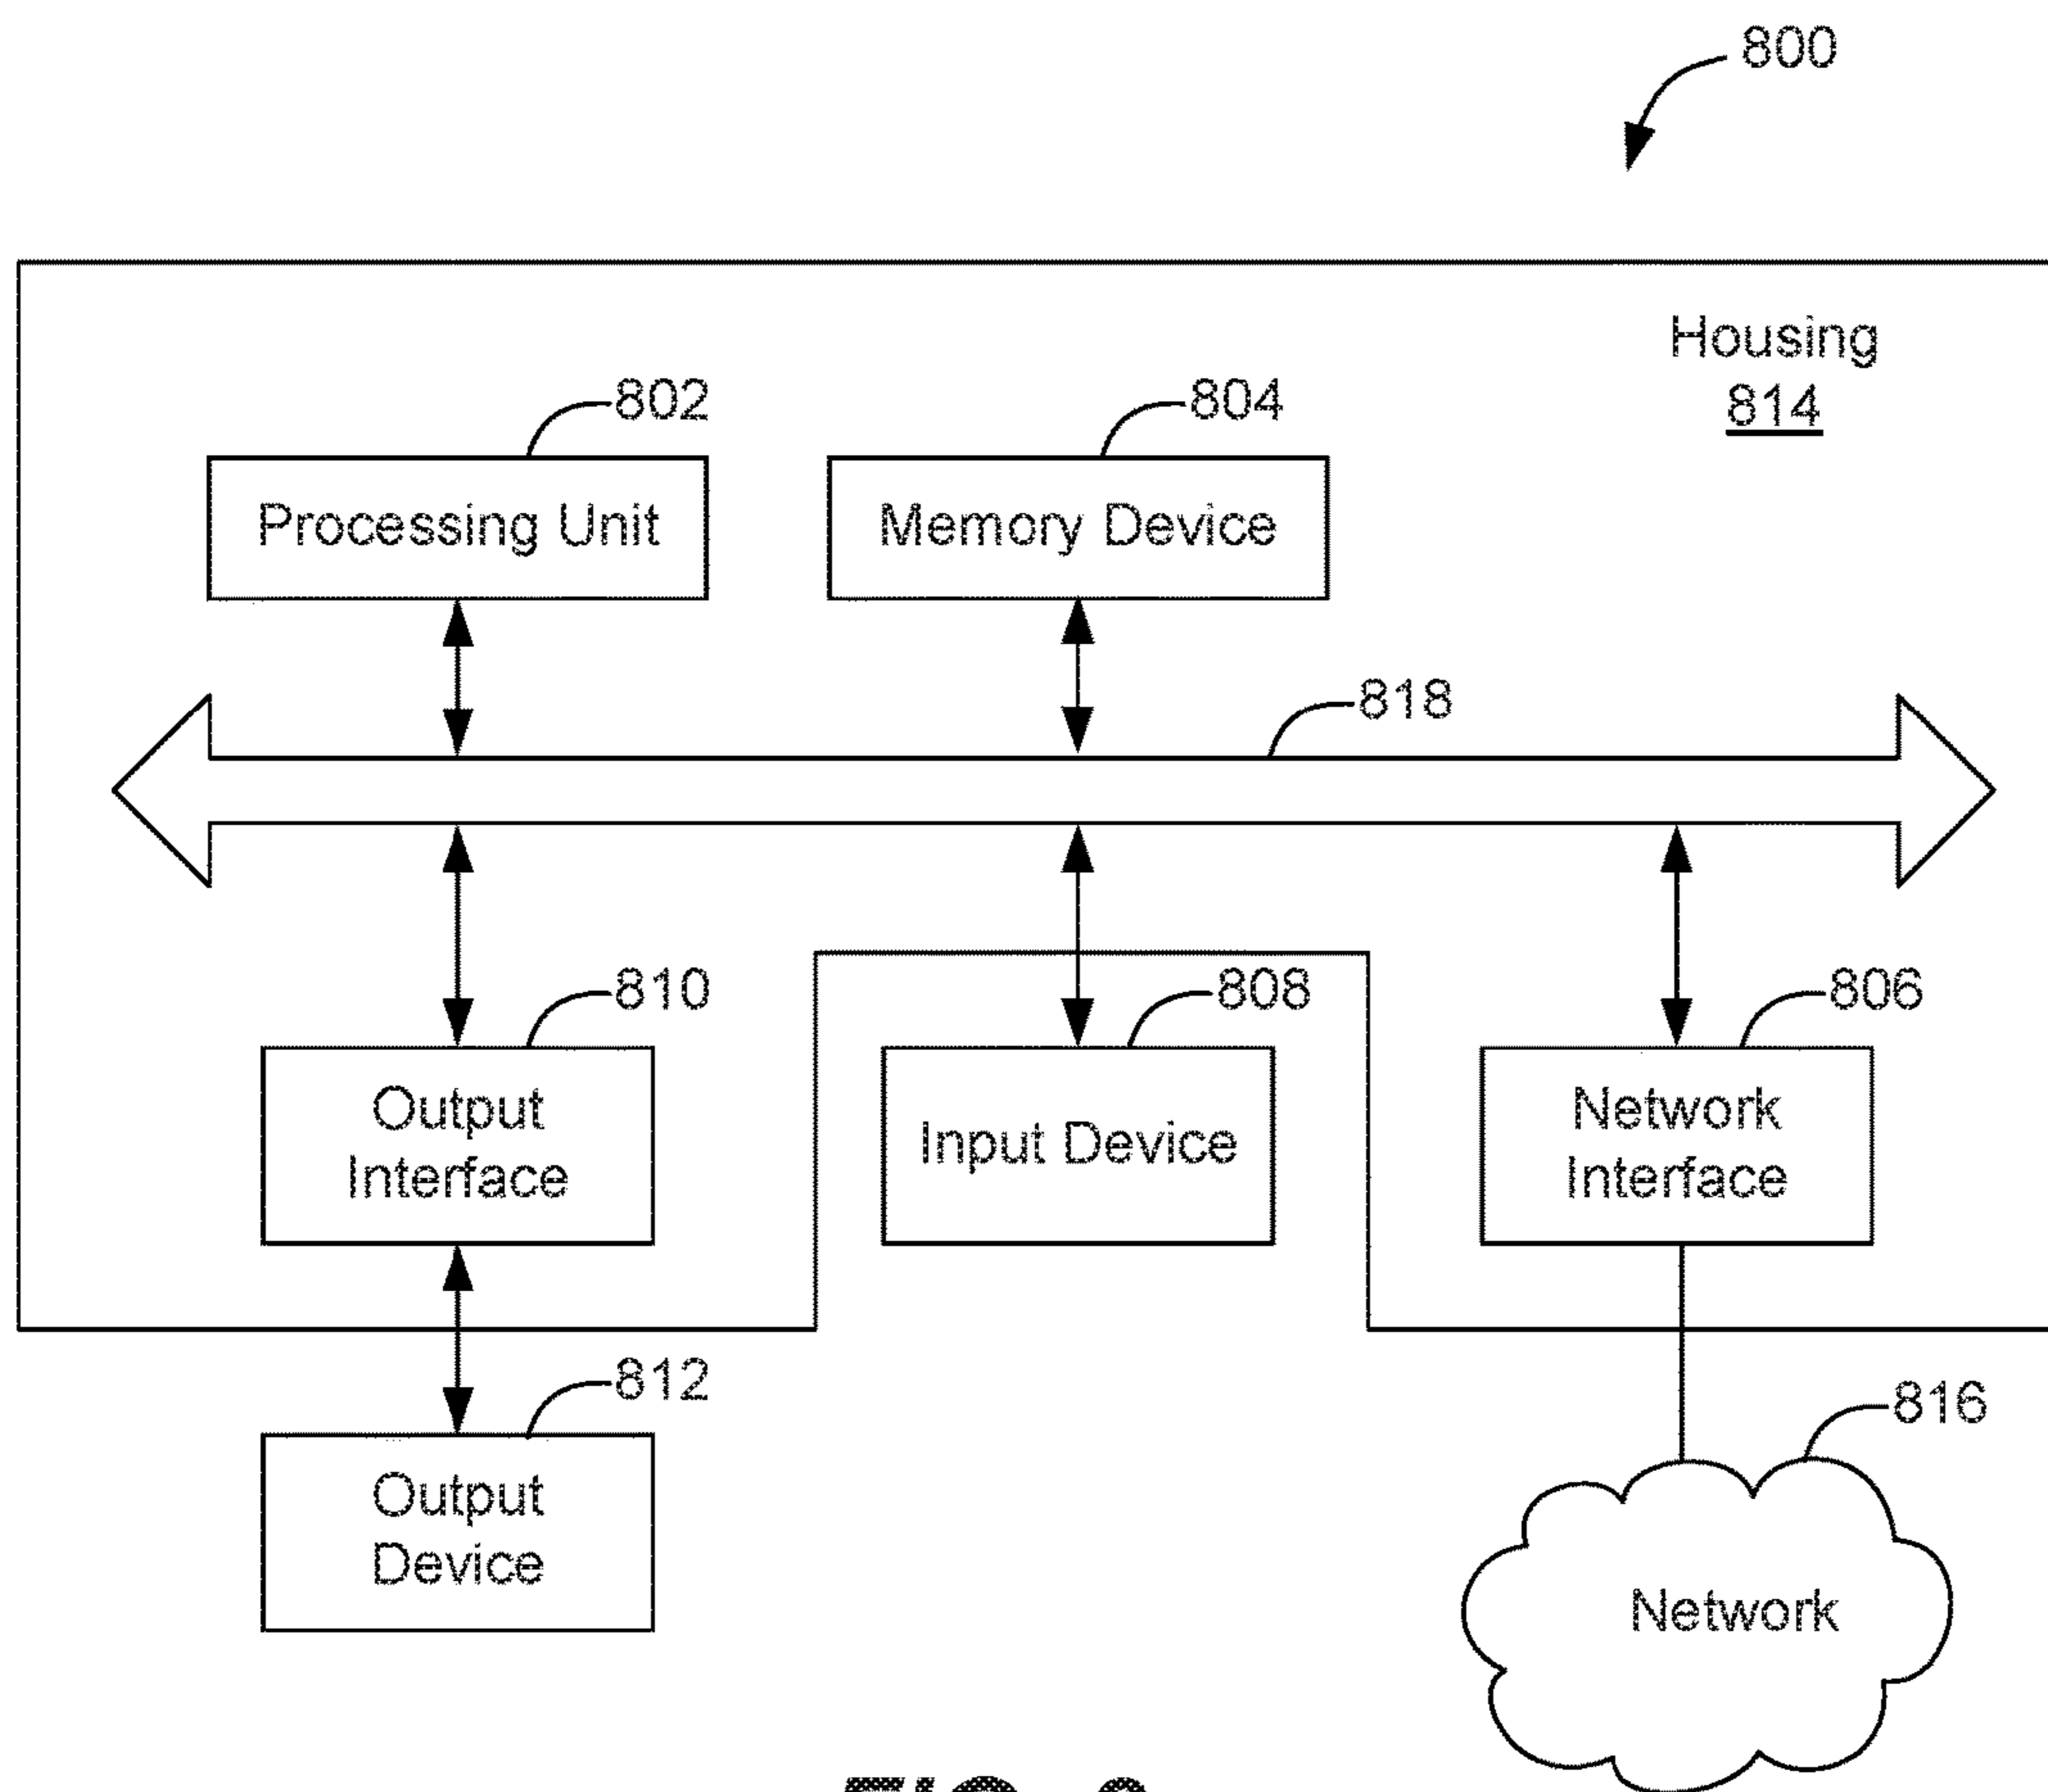 800
Housing
814
802
804
Processing Unit
Memory Device
818
810
808
806
Output
Interface
Input Device
Network
Interface
812
816
Output
Device
Network